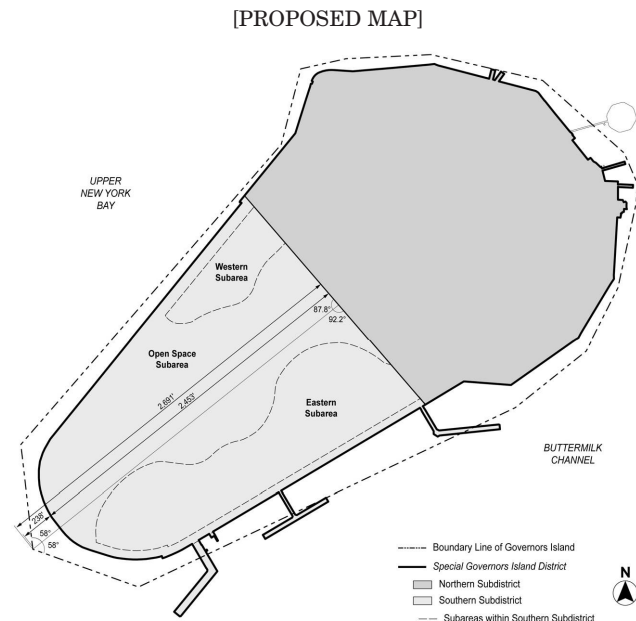 [PROPOSED MAP]
UPPER
NEW YORK
BAY
Western
Subarea
87.8°
92.2°
Open Space
Subarea
2,691'
2,453'
Eastern
Subarea
BUTTERMILK
CHANNEL
238'
58°
58°
Boundary Line of Governors Island
Special Governors Island District
Northern Subdistrict
Southern Subdistrict
Subareas within Southern Subdistrict
N